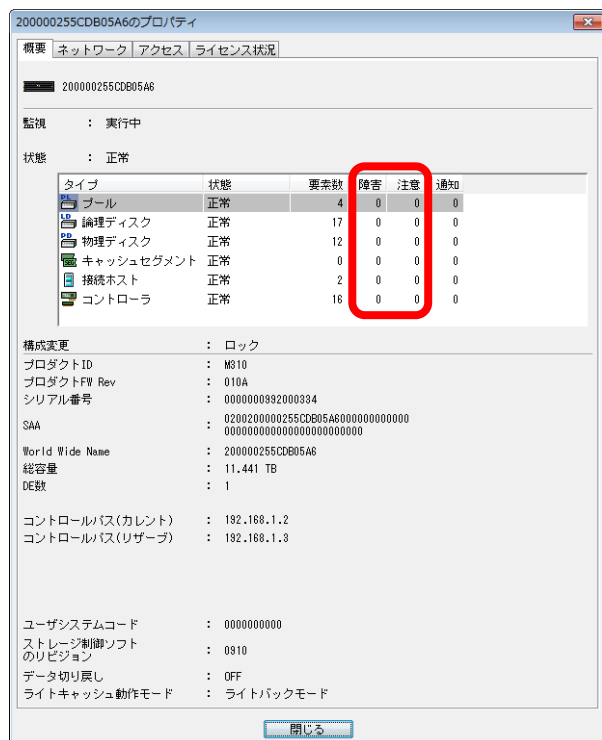 200000255CDB05A6のプロパティ
概要 ネットワーク アクセス ライセンス状況
200000255CDB05A6
監視 : 実行中
状態 : 正常
タイプ 状態 要素数 障害 注意 通知
PL プール 正常 4 0 0 0
LD 論理ディスク 正常 17 0 0 0
PD 物理ディスク 正常 12 0 0 0
キャッシュセグメント 正常 0 0 0 0
接続ホスト 正常 2 0 0 0
コントローラ 正常 16 0 0 0
構成変更 : ロック
プロダクトID : M310
プロダクトFW Rev : 010A
シリアル番号 : 0000000992000334
SAA : 0200200000255CDB05A6000000000000
000000000000000000000000
World Wide Name : 200000255CDB05A6
総容量 : 11.441 TB
DE数 : 1
コントロールパス(カレント) : 192.168.1.2
コントロールパス(リザーブ) : 192.168.1.3
ユーザシステムコード : 0000000000
ストレージ制御ソフト
のリビジョン : 0910
データ切り戻し : OFF
ライトキャッシュ動作モード : ライトバックモード
閉じる